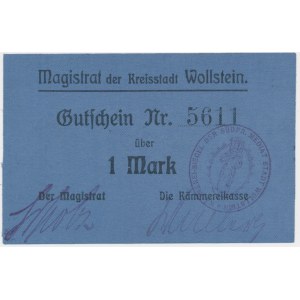 Magistrat der Kreisstadt Wollstein.
Gutschein Nr. 5611
über
1 Mark
Der Magistrat Die Kämmereikasse